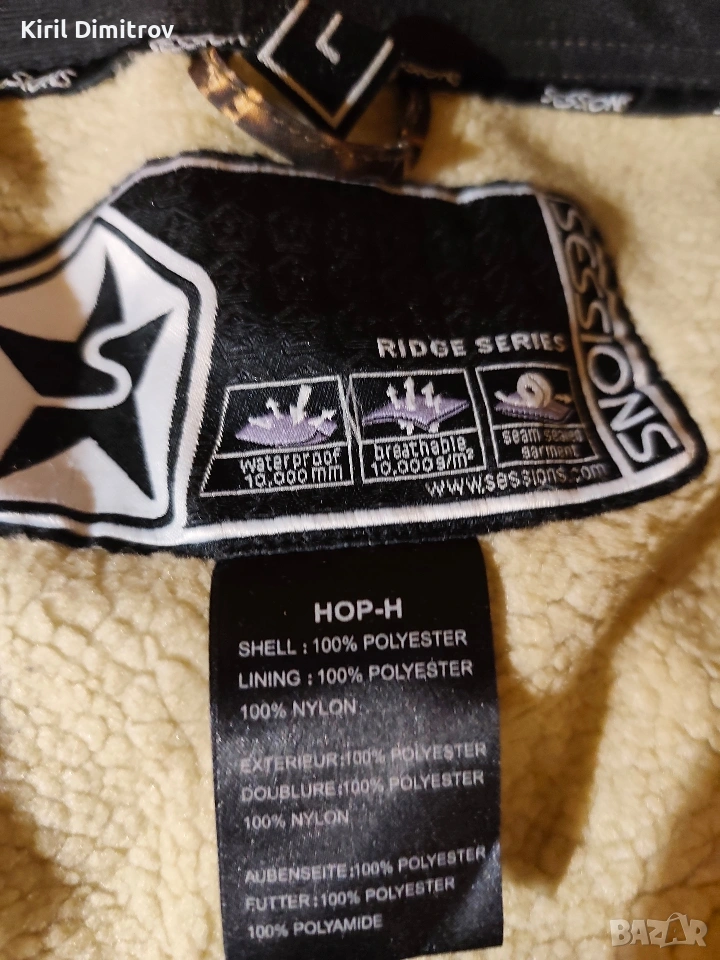 Kiril Dimitrov
L
SESSIONS
RIDGE SERIES
waterproof
10.000 mm
breathable
10.000g/m²
seam sealed
garment
www.sessions.com
HOP-H
SHELL : 100% POLYESTER
LINING : 100% POLYESTER
100% NYLON
EXTERIEUR:100% POLYESTER
DOUBLURE:100% POLYESTER
100% NYLON
AUBENSEITE:100% POLYESTER
FUTTER:100% POLYESTER
100% POLYAMIDE
BAZAR